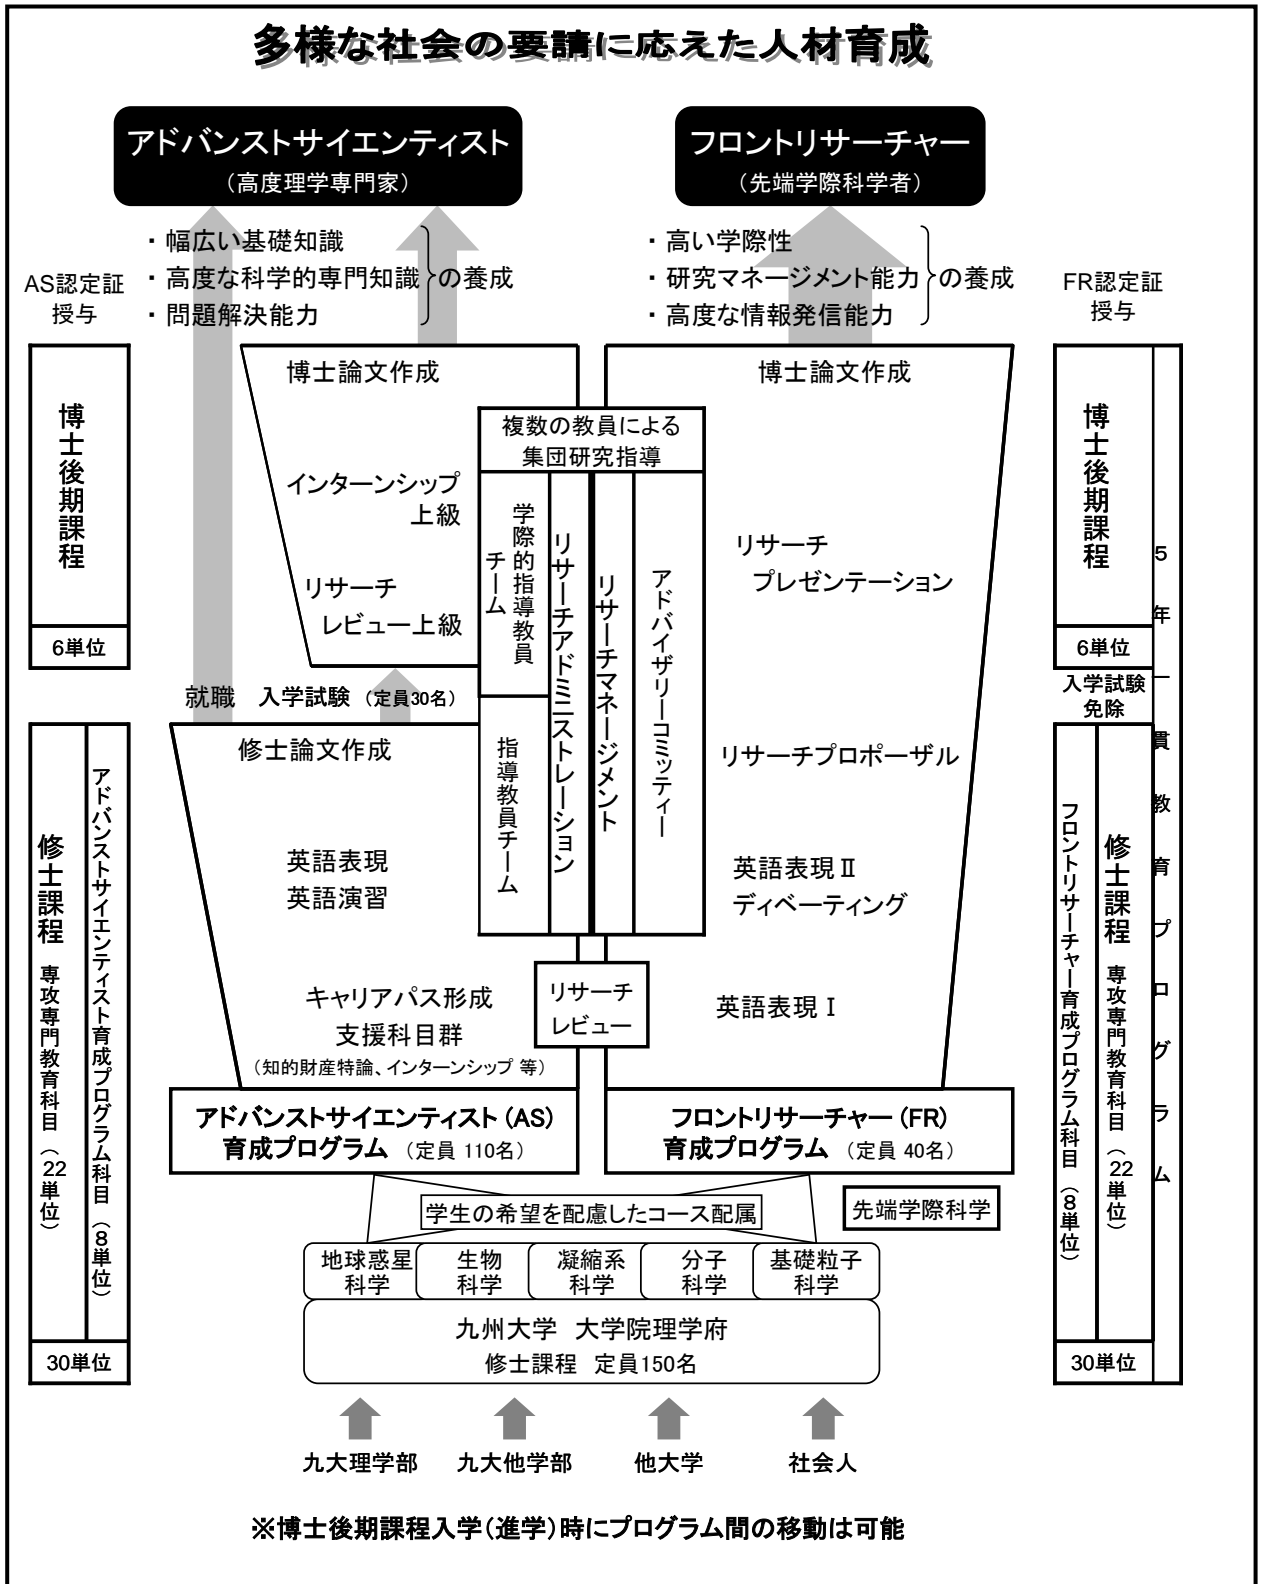 多様な社会の要請に応えた人材育成
アドバンストサイエンティスト
（高度理学専門家）
フロントリサーチャー
（先端学際科学者）
・幅広い基礎知識
・高度な科学的専門知識
・問題解決能力
の養成
・高い学際性
・研究マネージメント能力
・高度な情報発信能力
の養成
AS認定証
授与
FR認定証
授与
博士後期課程
6単位
博士論文作成
インターンシップ
上級
リサーチ
レビュー上級
複数の教員による
集団研究指導
学際的指導教員
チーム
指導教員チーム
リサーチアドミニストレーション
リサーチマネージメント
アドバイザリーコミッティー
博士論文作成
リサーチ
プレゼンテーション
リサーチプロポーザル
英語表現Ⅱ
ディベーティング
英語表現Ⅰ
博士後期課程
6単位
入学試験
免除
5年一貫教育プログラム
就職
入学試験（定員30名）
修士論文作成
英語表現
英語演習
キャリアパス形成
支援科目群
（知的財産特論、インターンシップ 等）
リサーチ
レビュー
修士課程 専攻専門教育科目（22単位）
アドバンストサイエンティスト育成プログラム科目（8単位）
30単位
フロントリサーチャー育成プログラム科目（8単位）
修士課程 専攻専門教育科目（22単位）
30単位
アドバンストサイエンティスト（AS）
育成プログラム（定員 110名）
フロントリサーチャー（FR）
育成プログラム（定員 40名）
学生の希望を配慮したコース配属
先端学際科学
地球惑星
科学
生物
科学
凝縮系
科学
分子
科学
基礎粒子
科学
九州大学 大学院理学府
修士課程 定員150名
九大理学部
九大他学部
他大学
社会人
※博士後期課程入学（進学）時にプログラム間の移動は可能